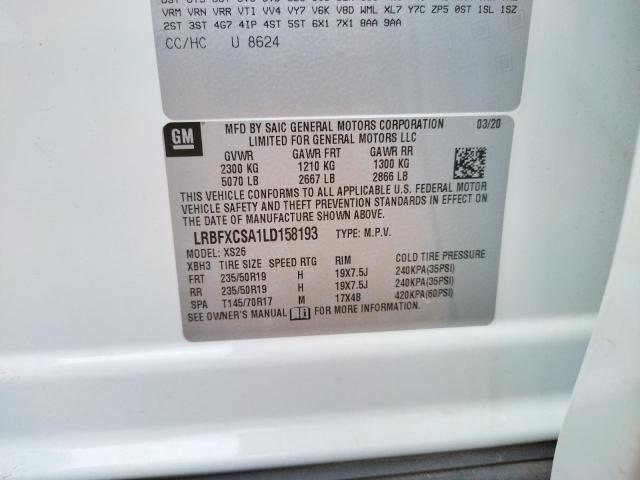 VRM VRN VRR VT1 VV4 VY7 V6K V8D WML XL7 Y7C ZP5 0ST 1SL 1SZ
2ST 3ST 4G7 4IP 4ST 5ST 6X1 7X1 8AA 9AA
CC/HC U 8624
GM
MFD BY SAIC GENERAL MOTORS CORPORATION 03/20
LIMITED FOR GENERAL MOTORS LLC
GVWR GAWR FRT GAWR RR
2300 KG 1210 KG 1300 KG
5070 LB 2667 LB 2866 LB
THIS VEHICLE CONFORMS TO ALL APPLICABLE U.S. FEDERAL MOTOR
VEHICLE SAFETY AND THEFT PREVENTION STANDARDS IN EFFECT ON
THE DATE OF MANUFACTURE SHOWN ABOVE.
LRBFXCSA1LD158193 TYPE: M.P.V.
MODEL: XS26
XBH3 TIRE SIZE SPEED RTG RIM COLD TIRE PRESSURE
FRT 235/50R19 H 19X7.5J 240KPA(35PSI)
RR 235/50R19 H 19X7.5J 240KPA(35PSI)
SPA T145/70R17 M 17X4B 420KPA(60PSI)
SEE OWNER'S MANUAL FOR MORE INFORMATION.